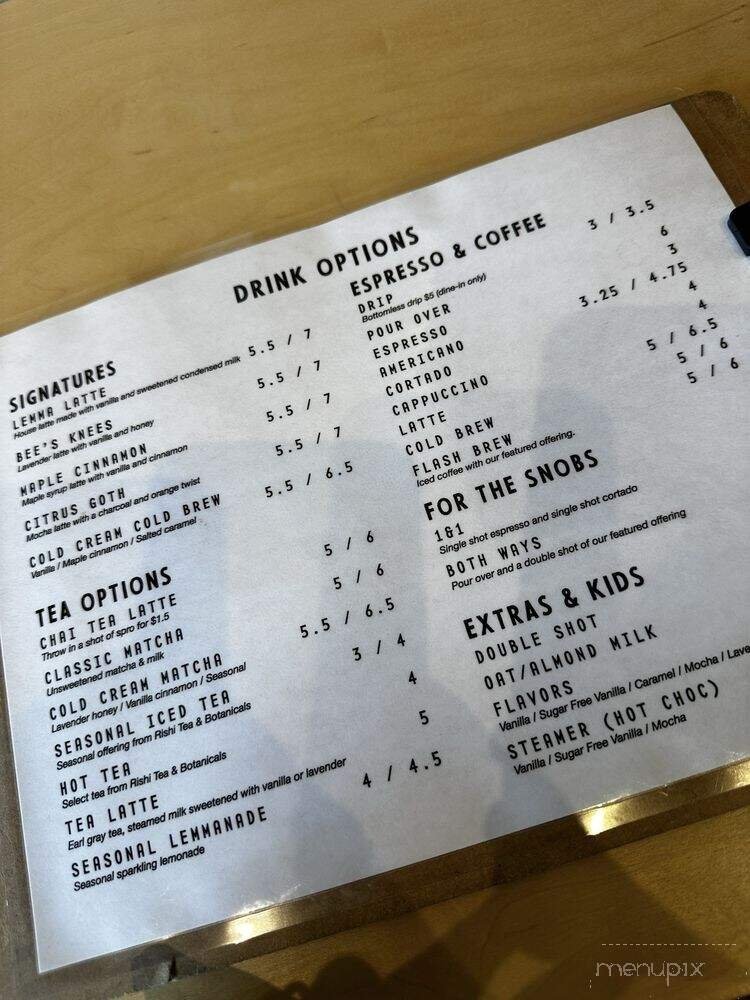 DRINK OPTIONS
SIGNATURES
LEMMA LATTE 5.5 / 7
House latte made with vanilla and sweetened condensed milk
BEE'S KNEES 5.5 / 7
Lavender latte with vanilla and honey
MAPLE CINNAMON 5.5 / 7
Maple syrup latte with vanilla and cinnamon
CITRUS GOTH 5.5 / 7
Mocha latte with a charcoal and orange twist
COLD CREAM COLD BREW 5.5 / 6.5
Vanilla / Maple cinnamon / Salted caramel
TEA OPTIONS
CHAI TEA LATTE 5 / 6
Throw in a shot of spro for $1.5
CLASSIC MATCHA 5 / 6
Unsweetened matcha & milk
COLD CREAM MATCHA 5.5 / 6.5
Lavender honey / Vanilla cinnamon / Seasonal
SEASONAL ICED TEA 3 / 4
Seasonal offering from Rishi Tea & Botanicals
HOT TEA 4
Select tea from Rishi Tea & Botanicals
TEA LATTE 5
Earl gray tea, steamed milk sweetened with vanilla or lavender
SEASONAL LEMMANADE 4 / 4.5
Seasonal sparkling lemonade
ESPRESSO & COFFEE
DRIP 3 / 3.5
Bottomless drip $5 (dine-in only)
POUR OVER 6
ESPRESSO 3
AMERICANO 3.25 / 4.75
CORTADO 4
CAPPUCCINO 4
LATTE 5 / 6.5
COLD BREW 5 / 6
FLASH BREW 5 / 6
Iced coffee with our featured offering.
FOR THE SNOBS
1&1
Single shot espresso and single shot cortado
BOTH WAYS
Pour over and a double shot of our featured offering
EXTRAS & KIDS
DOUBLE SHOT
OAT/ALMOND MILK
FLAVORS
Vanilla / Sugar Free Vanilla / Caramel / Mocha / Lave
STEAMER (HOT CHOC)
Vanilla / Sugar Free Vanilla / Mocha
menupix